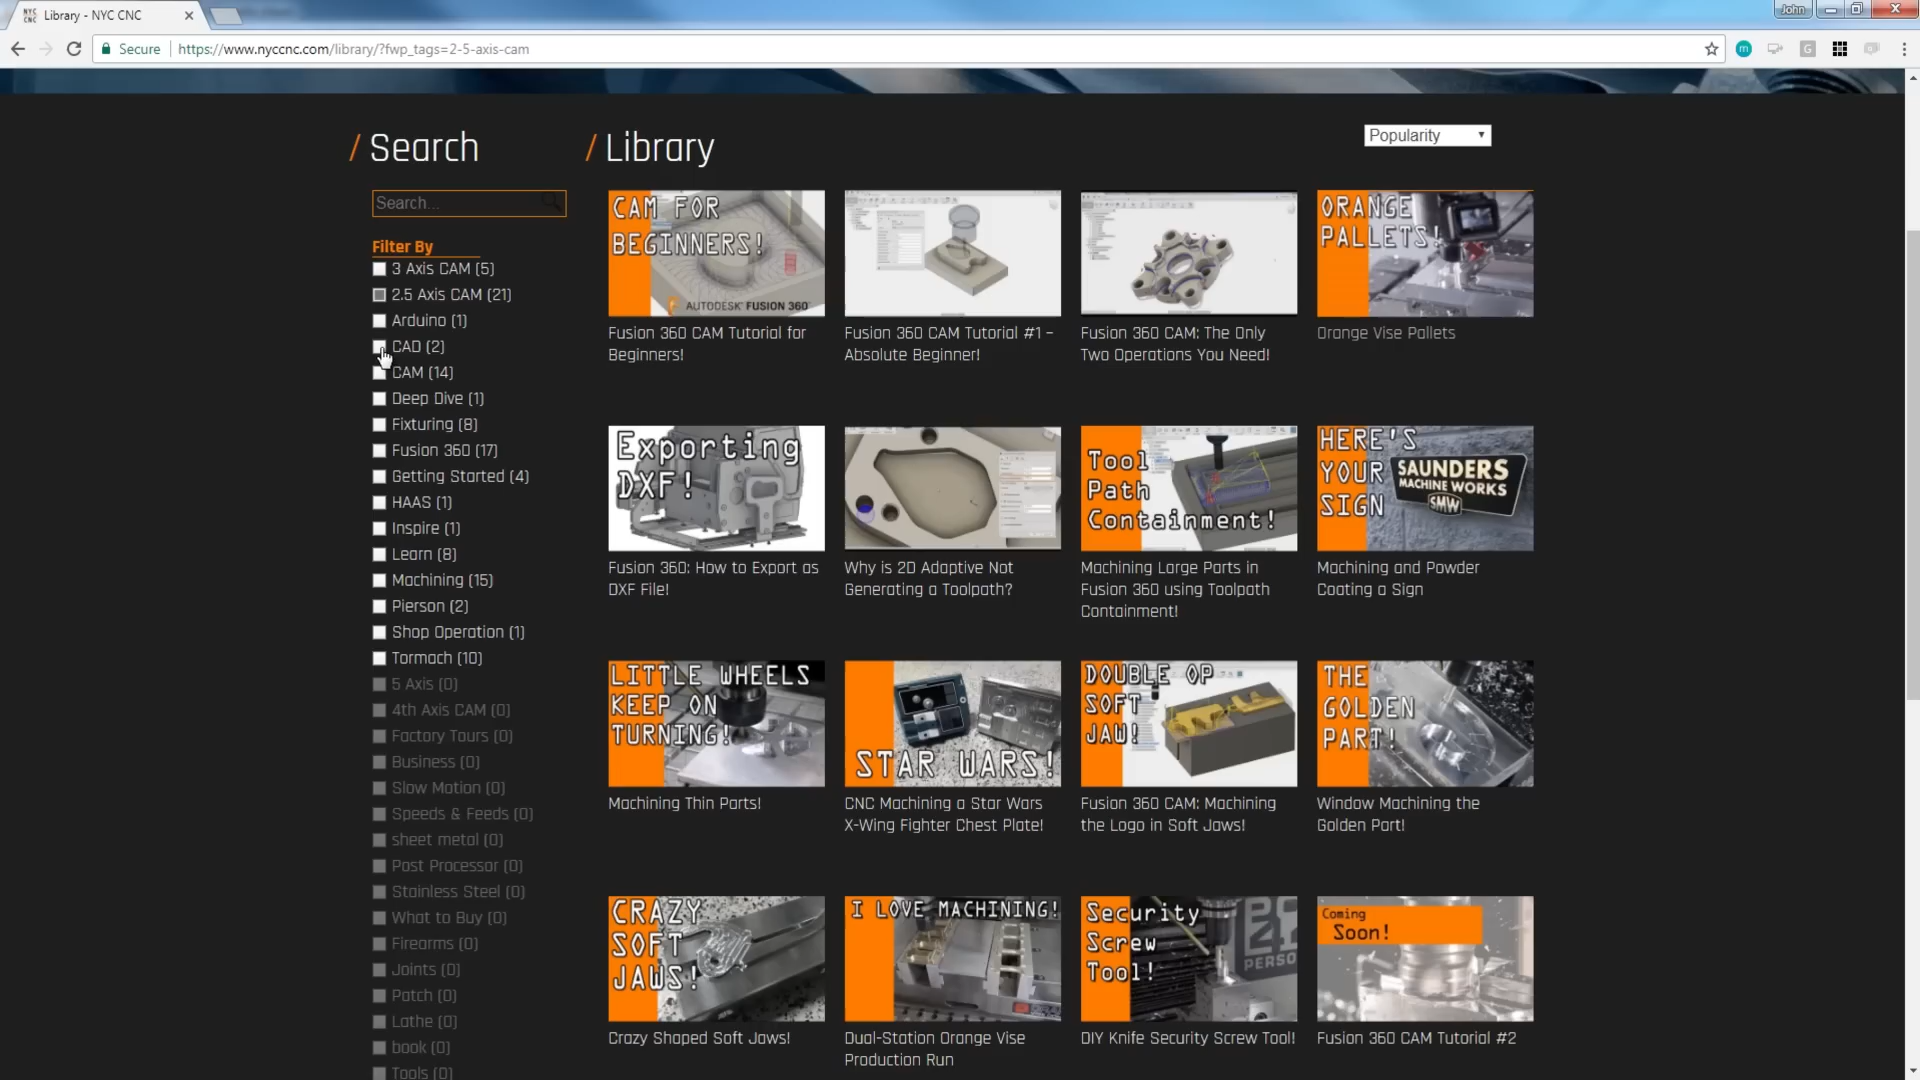 Library - NYC CNC
NYC CNC
John
Secure
https://www.nyccnc.com/library/?fwp_tags=2-5-axis-cam
/ Search
/ Library
Popularity
Search...
Filter By
3 Axis CAM (5)
2.5 Axis CAM (21)
Arduino (1)
CAD (2)
CAM (14)
Deep Dive (1)
Fixturing (8)
Fusion 360 (17)
Getting Started (4)
HAAS (1)
Inspire (1)
Learn (8)
Machining (15)
Pierson (2)
Shop Operation (1)
Tormach (10)
5 Axis (0)
4th Axis CAM (0)
Factory Tours (0)
Business (0)
Slow Motion (0)
Speeds & Feeds (0)
sheet metal (0)
Post Processor (0)
Stainless Steel (0)
What to Buy (0)
Firearms (0)
Joints (0)
Patch (0)
Lathe (0)
book (0)
Tools (0)
CAM FOR
BEGINNERS!
AUTODESK' FUSION 360"
Fusion 360 CAM Tutorial for
Beginners!
Fusion 360 CAM Tutorial #1 –
Absolute Beginner!
Fusion 360 CAM: The Only
Two Operations You Need!
ORANGE
PALLETS!
Orange Vise Pallets
Exporting
DXF!
Fusion 360: How to Export as
DXF File!
Why is 2D Adaptive Not
Generating a Toolpath?
Tool
Path
Containment!
Machining Large Parts in
Fusion 360 using Toolpath
Containment!
HERE'S
YOUR
SIGN
SAUNDERS
MACHINE WORKS
SMW
Machining and Powder
Coating a Sign
LITTLE WHEELS
KEEP ON
TURNING!
Machining Thin Parts!
STAR WARS!
CNC Machining a Star Wars
X-Wing Fighter Chest Plate!
DOUBLE OP
SOFT
JAW!
Fusion 360 CAM: Machining
the Logo in Soft Jaws!
THE
GOLDEN
PART!
Window Machining the
Golden Part!
CRAZY
SOFT
JAWS!
Crazy Shaped Soft Jaws!
I LOVE MACHINING!
Dual-Station Orange Vise
Production Run
Security
Screw
Tool!
PERSO
DIY Knife Security Screw Tool!
Coming
Soon!
Fusion 360 CAM Tutorial #2